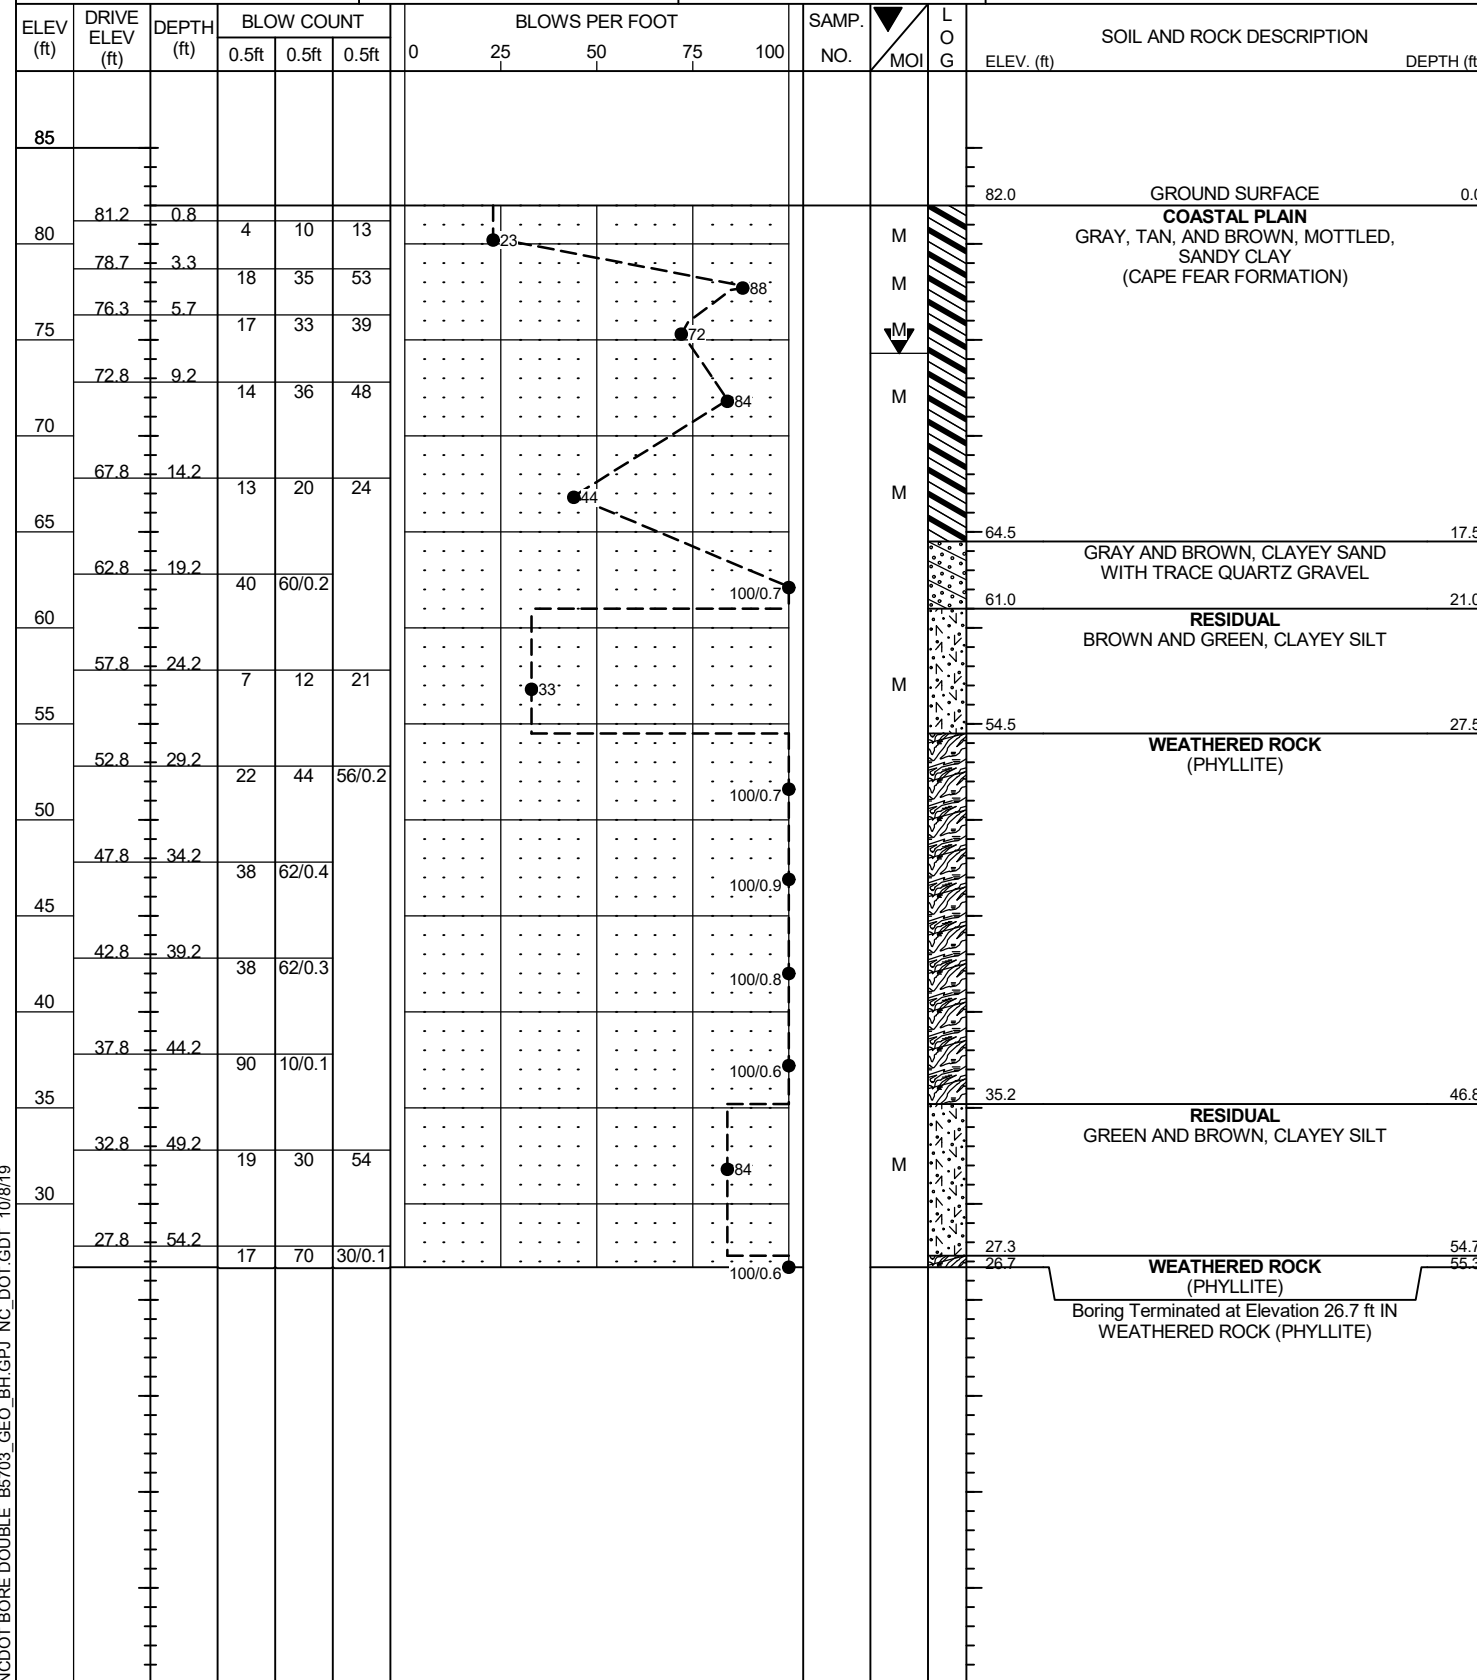 ELEV (ft) DRIVE ELEV (ft) DEPTH (ft) BLOW COUNT BLOWS PER FOOT SAMP. NO. MOI LOG SOIL AND ROCK DESCRIPTION
0.5ft 0.5ft 0.5ft 0 25 50 75 100 ELEV. (ft) DEPTH (ft
85
82.0 GROUND SURFACE 0.0
81.2 0.8 COASTAL PLAIN
80 4 10 13 23 M GRAY, TAN, AND BROWN, MOTTLED,
SANDY CLAY
78.7 3.3 (CAPE FEAR FORMATION)
18 35 53 88 M
76.3 5.7
75 17 33 39 72 M
72.8 9.2
14 36 48 84 M
70
67.8 14.2
13 20 24 44 M
65
64.5 17.5
GRAY AND BROWN, CLAYEY SAND
62.8 19.2 WITH TRACE QUARTZ GRAVEL
40 60/0.2 100/0.7
61.0 21.0
60 RESIDUAL
BROWN AND GREEN, CLAYEY SILT
57.8 24.2
7 12 21 33 M
55
54.5 27.5
WEATHERED ROCK
52.8 29.2 (PHYLLITE)
22 44 56/0.2 100/0.7
50
47.8 34.2
38 62/0.4 100/0.9
45
42.8 39.2
38 62/0.3 100/0.8
40
37.8 44.2
90 10/0.1 100/0.6
35 35.2 46.8
RESIDUAL
32.8 49.2 GREEN AND BROWN, CLAYEY SILT
19 30 54 84 M
30
27.8 54.2
27.3 54.7
17 70 30/0.1 100/0.6 26.7 WEATHERED ROCK 55.3
(PHYLLITE)
Boring Terminated at Elevation 26.7 ft IN
WEATHERED ROCK (PHYLLITE)
NCDOT BORE DOUBLE B5703_GEO_BH.GPJ NC_DOT.GDT 10/8/19